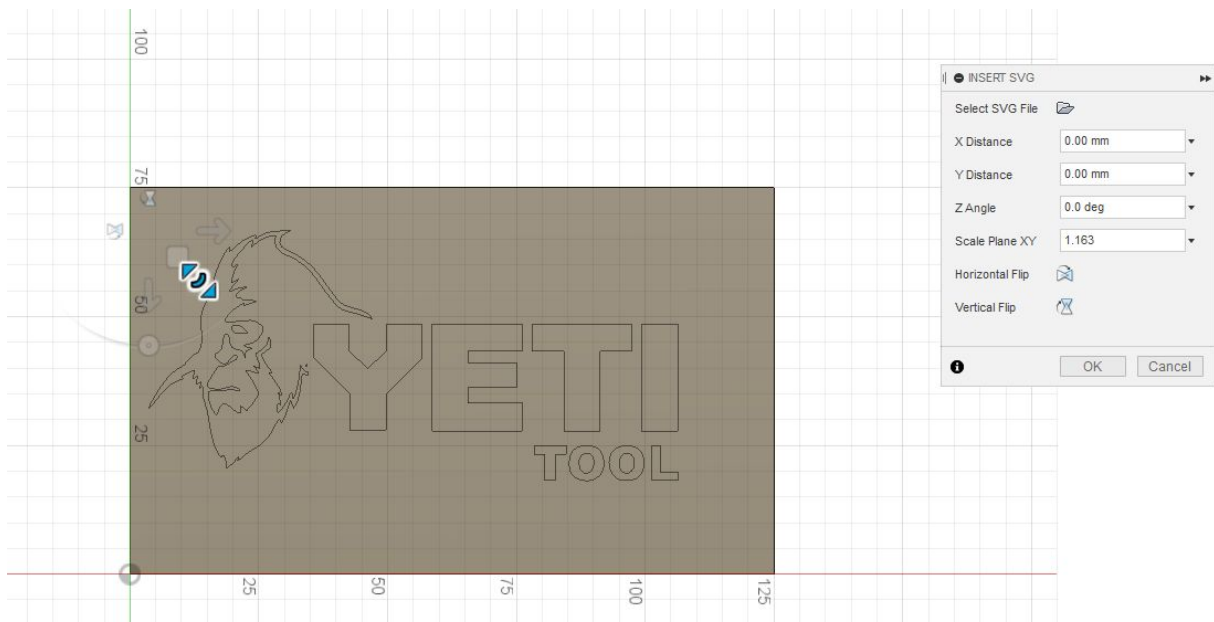 100
75
50
25
YETI
TOOL
25
50
75
100
125
INSERT SVG
Select SVG File
X Distance
0.00 mm
Y Distance
0.00 mm
Z Angle
0.0 deg
Scale Plane XY
1.163
Horizontal Flip
Vertical Flip
OK
Cancel